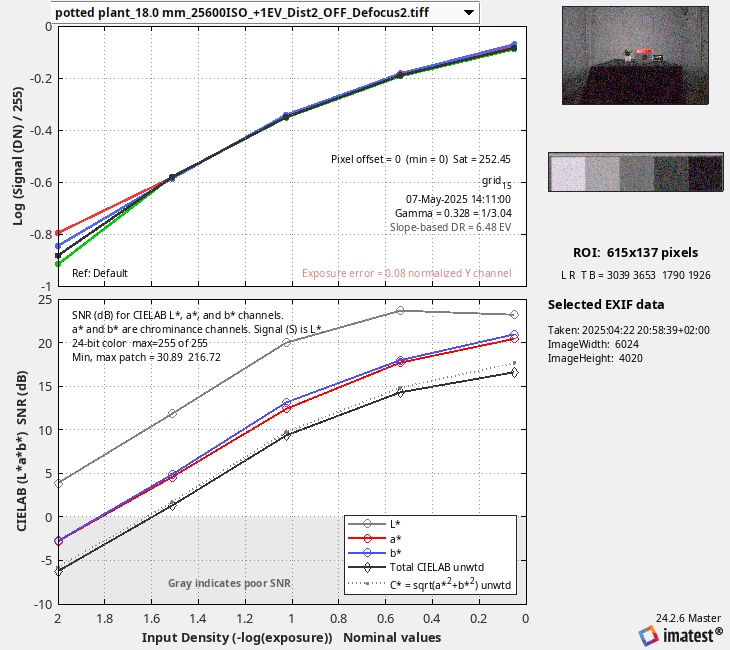 potted plant_18.0 mm_25600ISO_+1EV_Dist2_OFF_Defocus2.tiff
Log (Signal (DN) / 255)
0
-0.2
-0.4
-0.6
-0.8
-1
Pixel offset = 0 (min = 0) Sat = 252.45
grid_15
07-May-2025 14:11:00
Gamma = 0.328 = 1/3.04
Slope-based DR = 6.48 EV
Ref: Default
Exposure error = 0.08 normalized Y channel
ROI: 615x137 pixels
L R T B = 3039 3653 1790 1926
Selected EXIF data
Taken: 2025:04:22 20:58:39+02:00
ImageWidth: 6024
ImageHeight: 4020
CIELAB (L*a*b*) SNR (dB)
25
20
15
10
5
0
-5
-10
SNR (dB) for CIELAB L*, a*, and b* channels.
a* and b* are chrominance channels. Signal (S) is L*
24-bit color max=255 of 255
Min, max patch = 30.89 216.72
Gray indicates poor SNR
L*
a*
b*
Total CIELAB unwtd
C* = sqrt(a*²+b*²) unwtd
2 1.8 1.6 1.4 1.2 1 0.8 0.6 0.4 0.2 0
Input Density (-log(exposure)) Nominal values
24.2.6 Master
imatest®